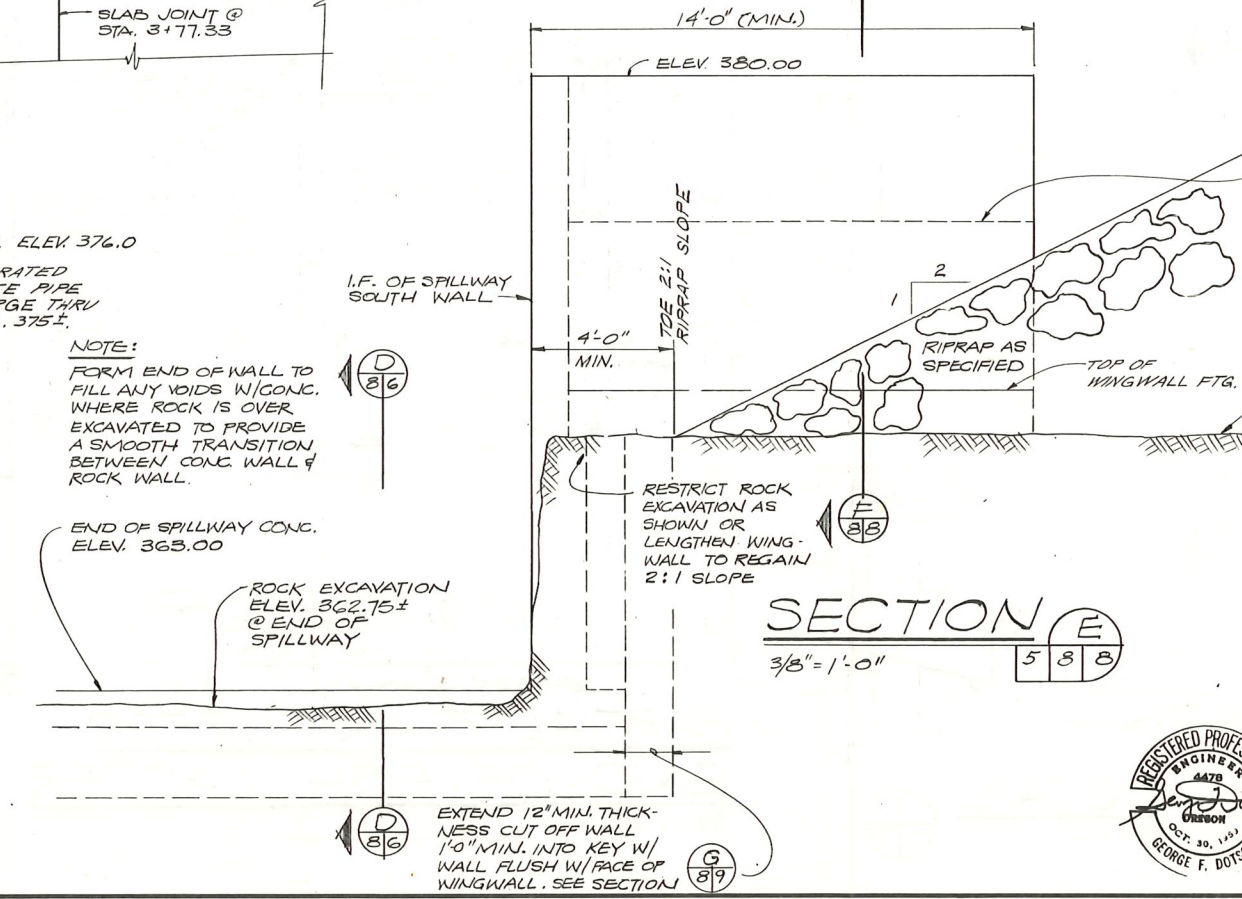 SLAB JOINT @
STA. 3+77.33
14'-0" (MIN.)
ELEV. 380.00
ELEV. 376.0
RATED
TE PIPE
RGE THRU
. 375±.
I.F. OF SPILLWAY
SOUTH WALL
TOE 2:1
RIPRAP SLOPE
4'-0"
MIN.
2
1
RIPRAP AS
SPECIFIED
TOP OF
WINGWALL FTG.
NOTE:
FORM END OF WALL TO
FILL ANY VOIDS W/CONC.
WHERE ROCK IS OVER
EXCAVATED TO PROVIDE
A SMOOTH TRANSITION
BETWEEN CONC. WALL &
ROCK WALL.
D
8 6
RESTRICT ROCK
EXCAVATION AS
SHOWN OR
LENGTHEN WING-
WALL TO REGAIN
2:1 SLOPE
F
8 8
END OF SPILLWAY CONC.
ELEV. 363.00
ROCK EXCAVATION
ELEV. 362.75±
@ END OF
SPILLWAY
SECTION
E
3/8" = 1'-0"
5 8 8
D
8 6
EXTEND 12" MIN. THICK-
NESS CUT OFF WALL
1'-0" MIN. INTO KEY W/
WALL FLUSH W/ FACE OF
WINGWALL. SEE SECTION
G
8 9
REGISTERED PROFE
ENGINEER
4478
OREGON
OCT. 30, 195
GEORGE F. DOTS